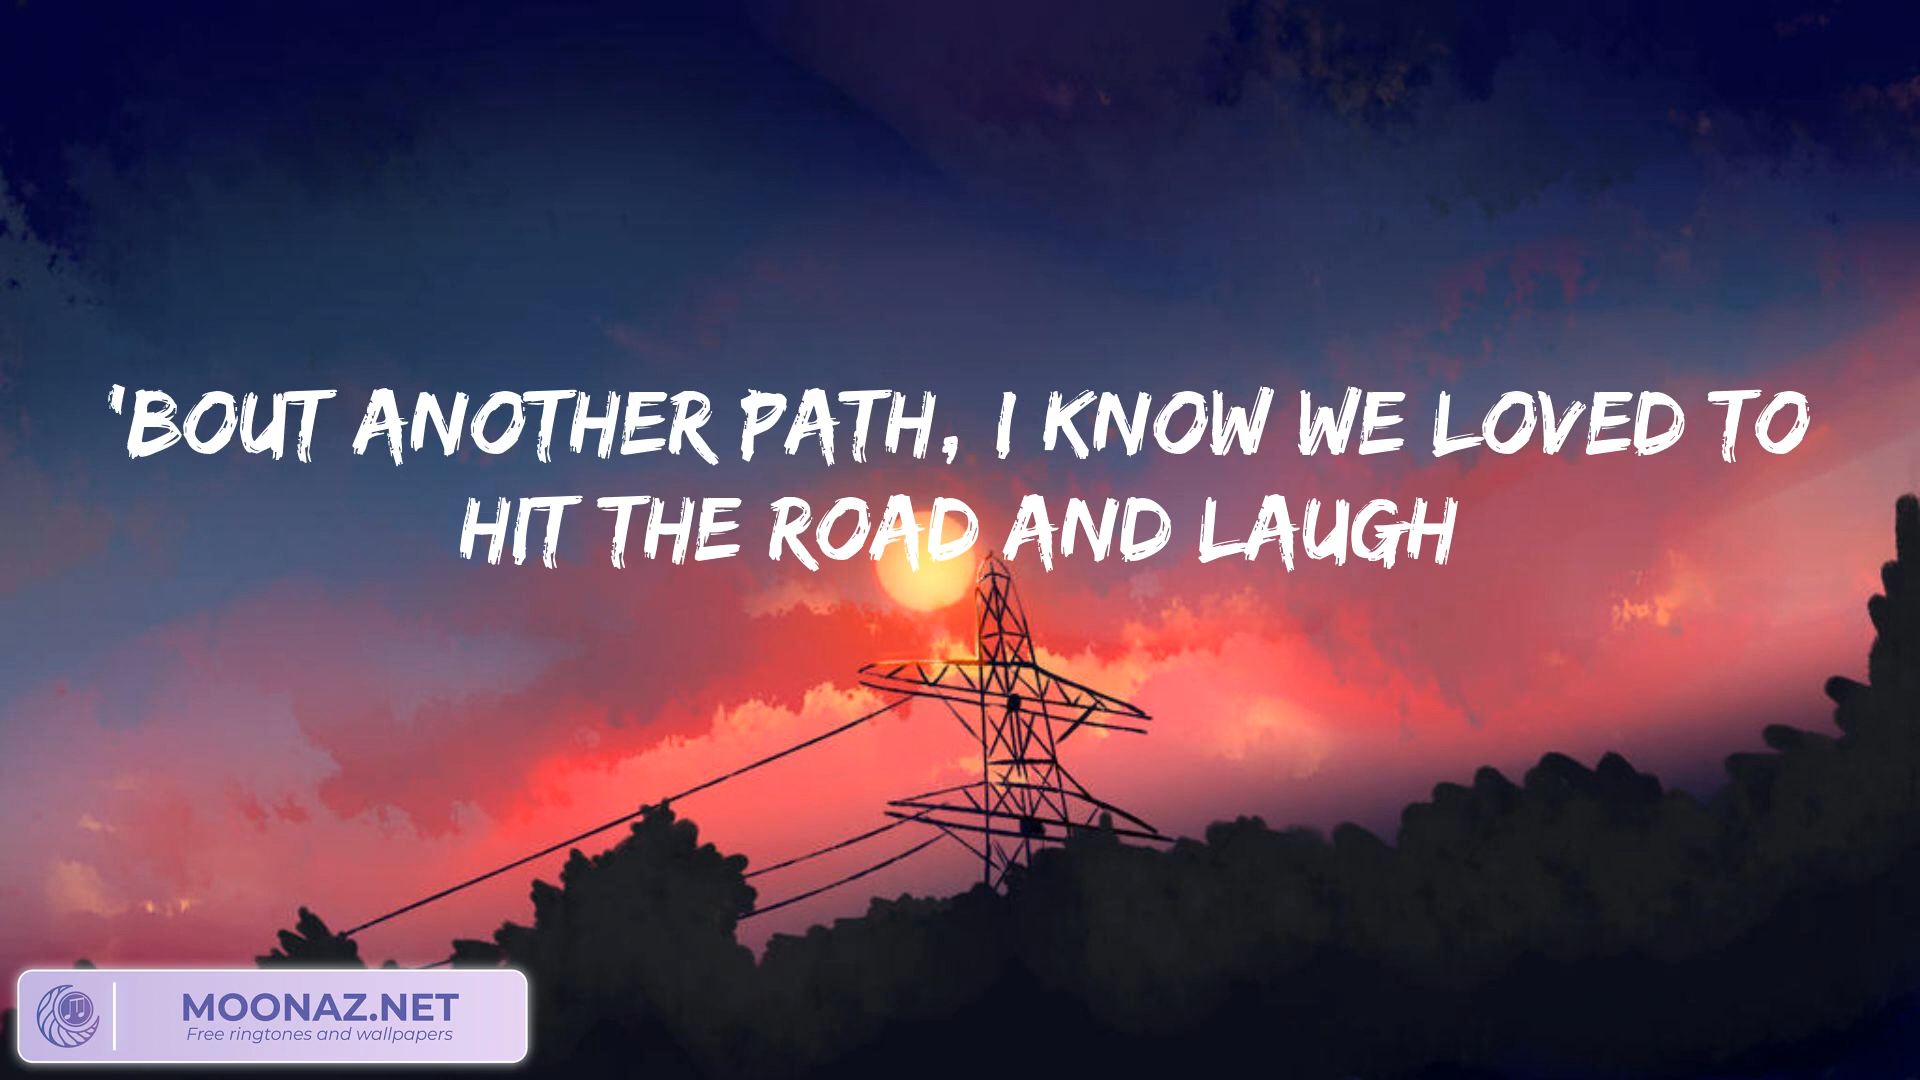 'BOUT ANOTHER PATH, I KNOW WE LOVED TO
HIT THE ROAD AND LAUGH
MOONAZ.NET
Free ringtones and wallpapers